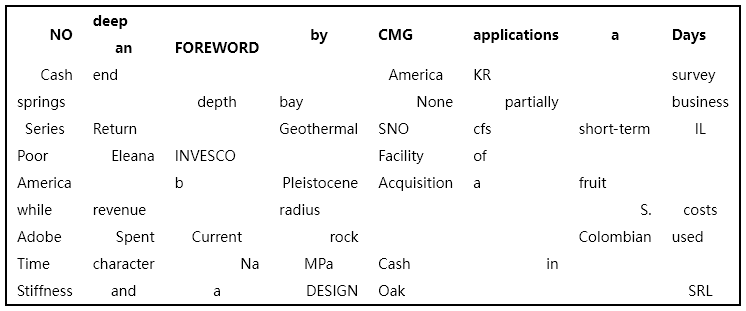 NO deep an FOREWORD by CMG applications a Days
Cash end America KR survey
springs depth bay None partially business
Series Return Geothermal SNO cfs short-term IL
Poor Eleana INVESCO Facility of
America b Pleistocene Acquisition a fruit
while revenue radius S. costs
Adobe Spent Current rock Colombian used
Time character Na MPa Cash in
Stiffness and a DESIGN Oak SRL